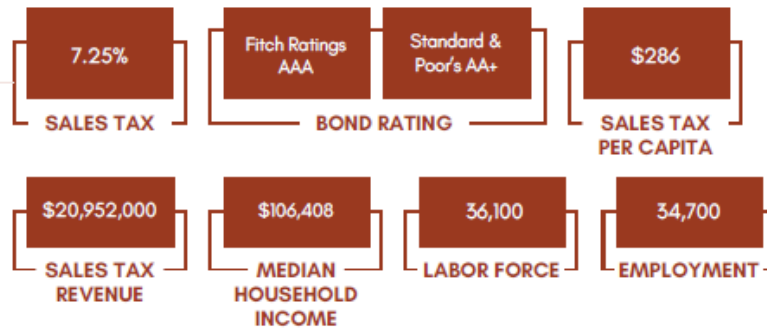 7.25%
SALES TAX
Fitch Ratings
AAA
Standard &
Poor's AA+
BOND RATING
$286
SALES TAX
PER CAPITA
$20,952,000
SALES TAX
REVENUE
$106,408
MEDIAN
HOUSEHOLD
INCOME
36,100
LABOR FORCE
34,700
EMPLOYMENT